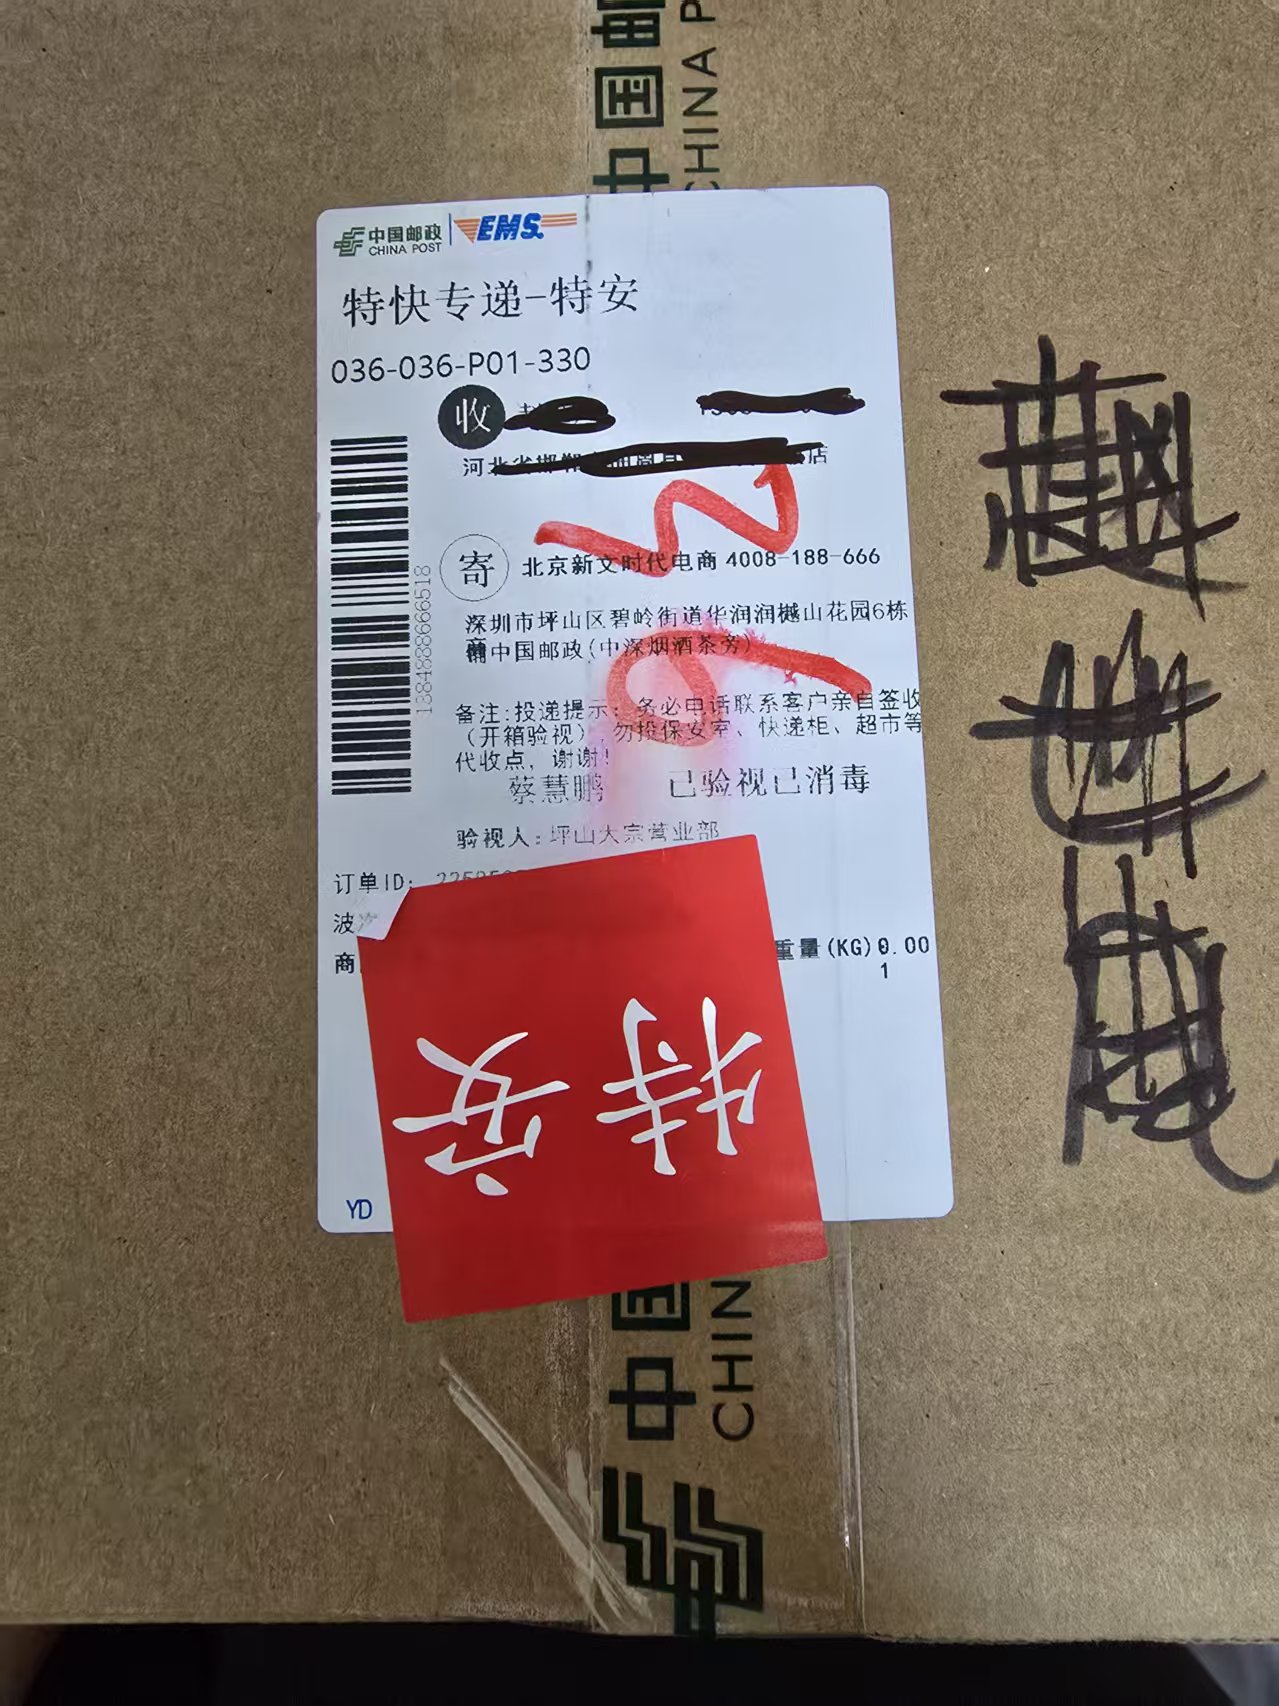 中国邮
CHINA P
中国邮政
CHINA POST
EMS
特快专递-特安
036-036-P01-330
收
店
寄
北京新文时代电商 4008-188-666
深圳市坪山区碧岭街道华润润樾山花园6栋
商铺中国邮政(中深烟酒茶旁)
备注:投递提示:务必电话联系客户亲自签收
(开箱验视),勿投保安室、快递柜、超市等
代收点,谢谢!
蔡慧鹏 已验视已消毒
验视人:坪山大宗营业部
1384888666518
订单ID:
波次
商
重量(KG)0.00
1
特安
YD
中国
CHIN